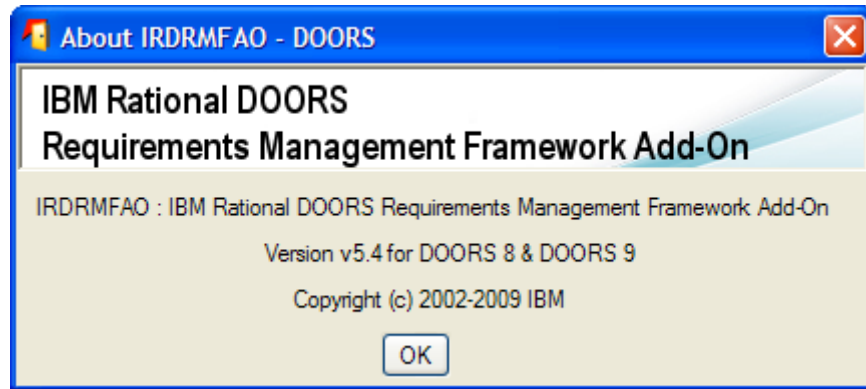 About IRDRMFAO - DOORS
IBM Rational DOORS
Requirements Management Framework Add-On
IRDRMFAO : IBM Rational DOORS Requirements Management Framework Add-On
Version v5.4 for DOORS 8 & DOORS 9
Copyright (c) 2002-2009 IBM
OK